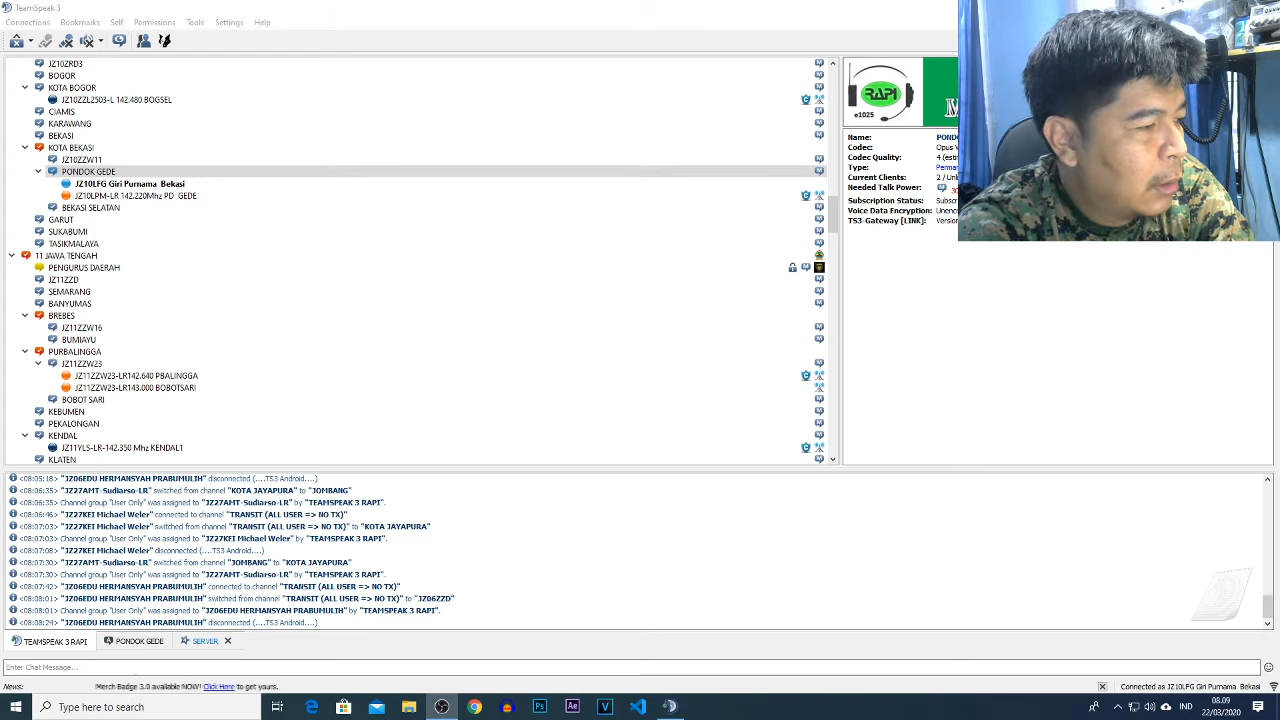 TeamSpeak 3
Connections Bookmarks Self Permissions Tools Settings Help
JZ10ZRD3
BOGOR
KOTA BOGOR
JZ10ZZL2503-L 142.480 BOGSEL
CIAMIS
KARAWANG
BEKASI
KOTA BEKASI
JZ10ZZW11
PONDOK GEDE
JZ10LFG Giri Purnama Bekasi
JZ10LPM-LR 142.220Mhz PD GEDE
BEKASI SELATAN
GARUT
SUKABUMI
TASIKMALAYA
11 JAWA TENGAH
PENGURUS DAERAH
JZ11ZZD
SEMARANG
BANYUMAS
BREBES
JZ11ZZW16
BUMIAYU
PURBALINGGA
JZ11ZZW23
JZ11ZZW23-LR142.640 PBALINGGA
JZ11ZZW23-LR143.000 BOBOTSARI
BOBOT SARI
KEBUMEN
PEKALONGAN
KENDAL
JZ11YLS-LR-142.350 Mhz KENDAL1
KLATEN
RAPI
e1025
Name: PONDO
Codec: Opus V
Codec Quality: 4 (estim
Type: Perma
Current Clients: 2 / Unl
Needed Talk Power: 30
Subscription Status: Subsc
Voice Data Encryption: Unenc
TS3-Gateway [LINK]: Version
<08:05:18> "JZ06EDU HERMANSYAH PRABUMULIH" disconnected (....TS3 Android....)
<08:06:35> "JZ27AMT-Sudiarso-LR" switched from channel "KOTA JAYAPURA" to "JOMBANG"
<08:06:35> Channel group "User Only" was assigned to "JZ27AMT-Sudiarso-LR" by "TEAMSPEAK 3 RAPI".
<08:06:46> "JZ27KEI Michael Weler" connected to channel "TRANSIT (ALL USER => NO TX)"
<08:07:03> "JZ27KEI Michael Weler" switched from channel "TRANSIT (ALL USER => NO TX)" to "KOTA JAYAPURA"
<08:07:03> Channel group "User Only" was assigned to "JZ27KEI Michael Weler" by "TEAMSPEAK 3 RAPI".
<08:07:08> "JZ27KEI Michael Weler" disconnected (....TS3 Android....)
<08:07:30> "JZ27AMT-Sudiarso-LR" switched from channel "JOMBANG" to "KOTA JAYAPURA"
<08:07:30> Channel group "User Only" was assigned to "JZ27AMT-Sudiarso-LR" by "TEAMSPEAK 3 RAPI".
<08:07:42> "JZ06EDU HERMANSYAH PRABUMULIH" connected to channel "TRANSIT (ALL USER => NO TX)"
<08:08:01> "JZ06EDU HERMANSYAH PRABUMULIH" switched from channel "TRANSIT (ALL USER => NO TX)" to "JZ06ZZD"
<08:08:01> Channel group "User Only" was assigned to "JZ06EDU HERMANSYAH PRABUMULIH" by "TEAMSPEAK 3 RAPI".
<08:08:24> "JZ06EDU HERMANSYAH PRABUMULIH" disconnected (....TS3 Android....)
TEAMSPEAK 3 RAPI PONDOK GEDE SERVER
Enter Chat Message...
News: Merch Badge 3.0 available NOW! Click Here to get yours. Connected as JZ10LFG Giri Purnama Bekasi
Type here to search
Ps Ae V
IND
08.09
22/03/2020